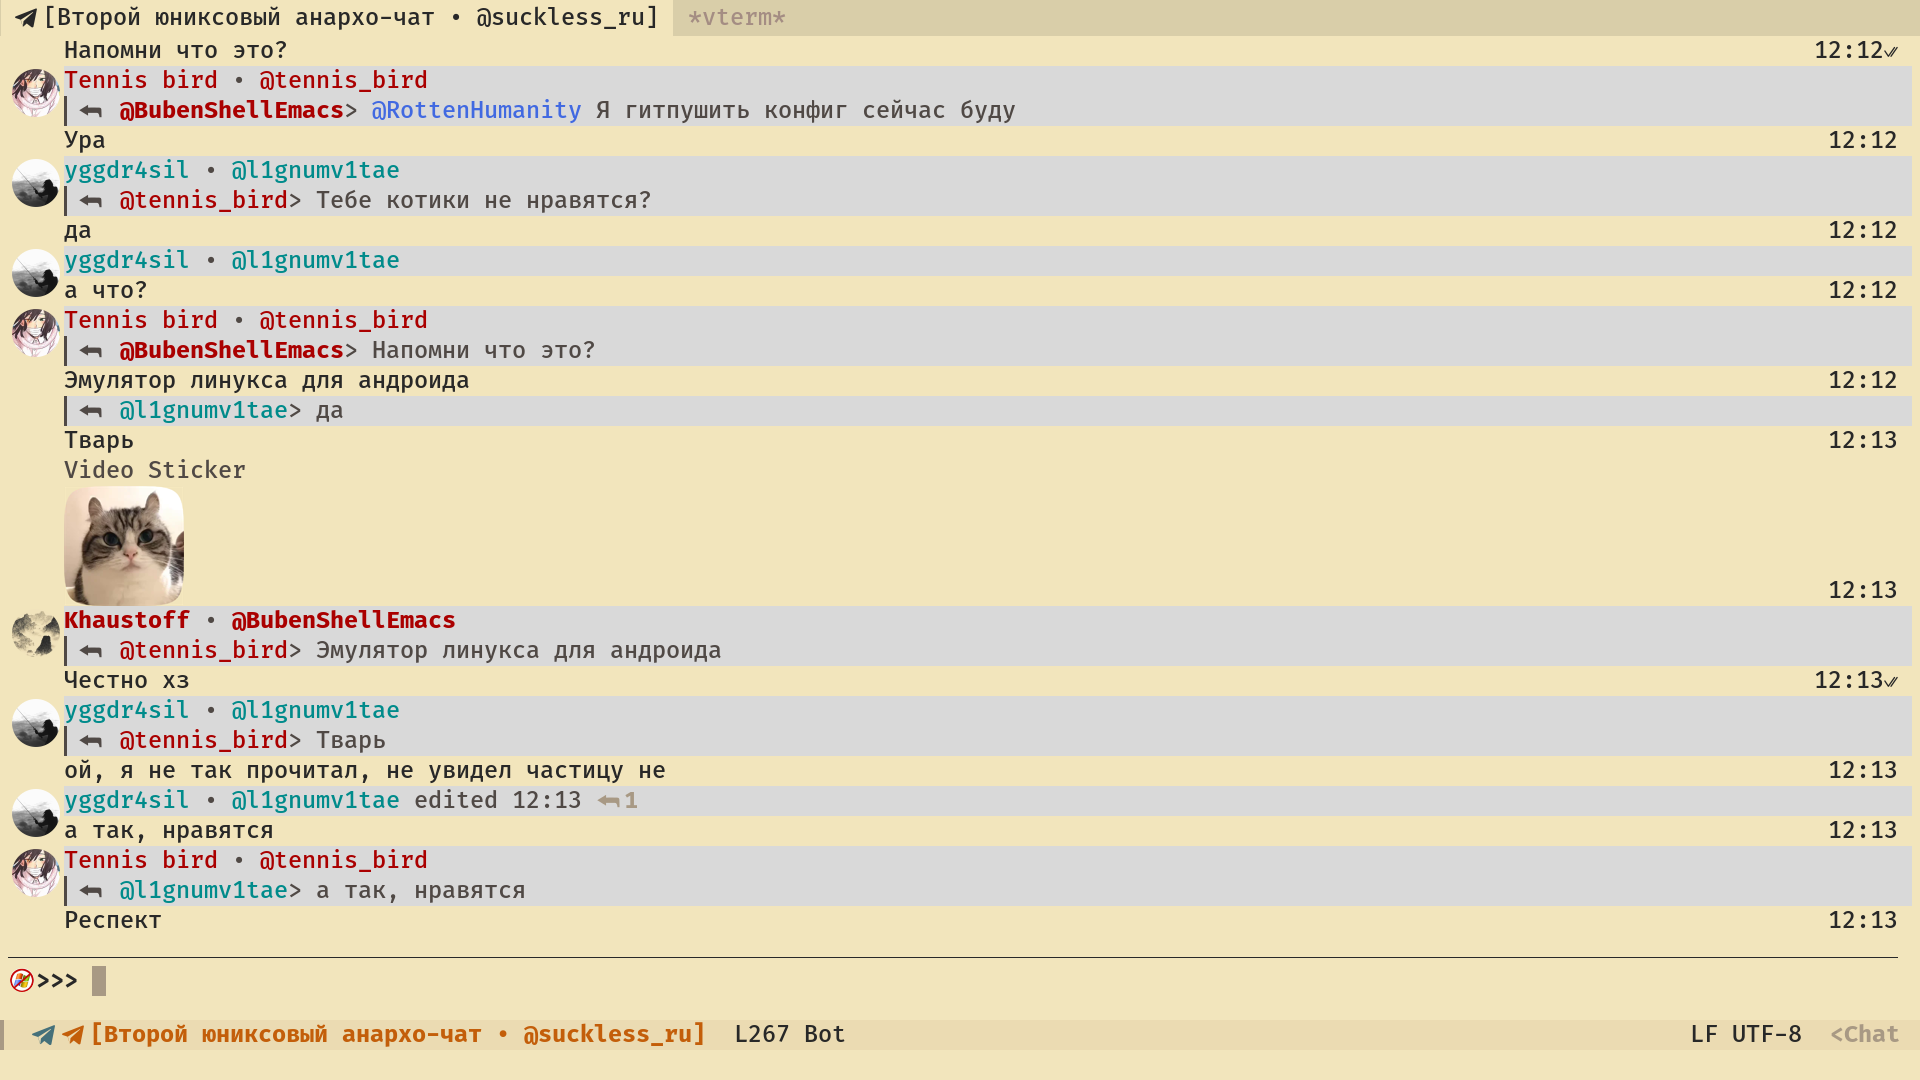 [Второй юниксовый анархо-чат • @suckless_ru] *vterm*
Напомни что это? 12:12
Tennis bird • @tennis_bird
@BubenShellEmacs> @RottenHumanity Я гитпушить конфиг сейчас буду
Ура 12:12
yggdr4sil • @l1gnumv1tae
@tennis_bird> Тебе котики не нравятся?
да 12:12
yggdr4sil • @l1gnumv1tae
а что? 12:12
Tennis bird • @tennis_bird
@BubenShellEmacs> Напомни что это?
Эмулятор линукса для андроида 12:12
@l1gnumv1tae> да
Тварь 12:13
Video Sticker
12:13
Khaustoff • @BubenShellEmacs
@tennis_bird> Эмулятор линукса для андроида
Честно хз 12:13
yggdr4sil • @l1gnumv1tae
@tennis_bird> Тварь
ой, я не так прочитал, не увидел частицу не 12:13
yggdr4sil • @l1gnumv1tae edited 12:13 1
а так, нравятся 12:13
Tennis bird • @tennis_bird
@l1gnumv1tae> а так, нравятся
Респект 12:13
>>>
[Второй юниксовый анархо-чат • @suckless_ru] L267 Bot LF UTF-8 <Chat